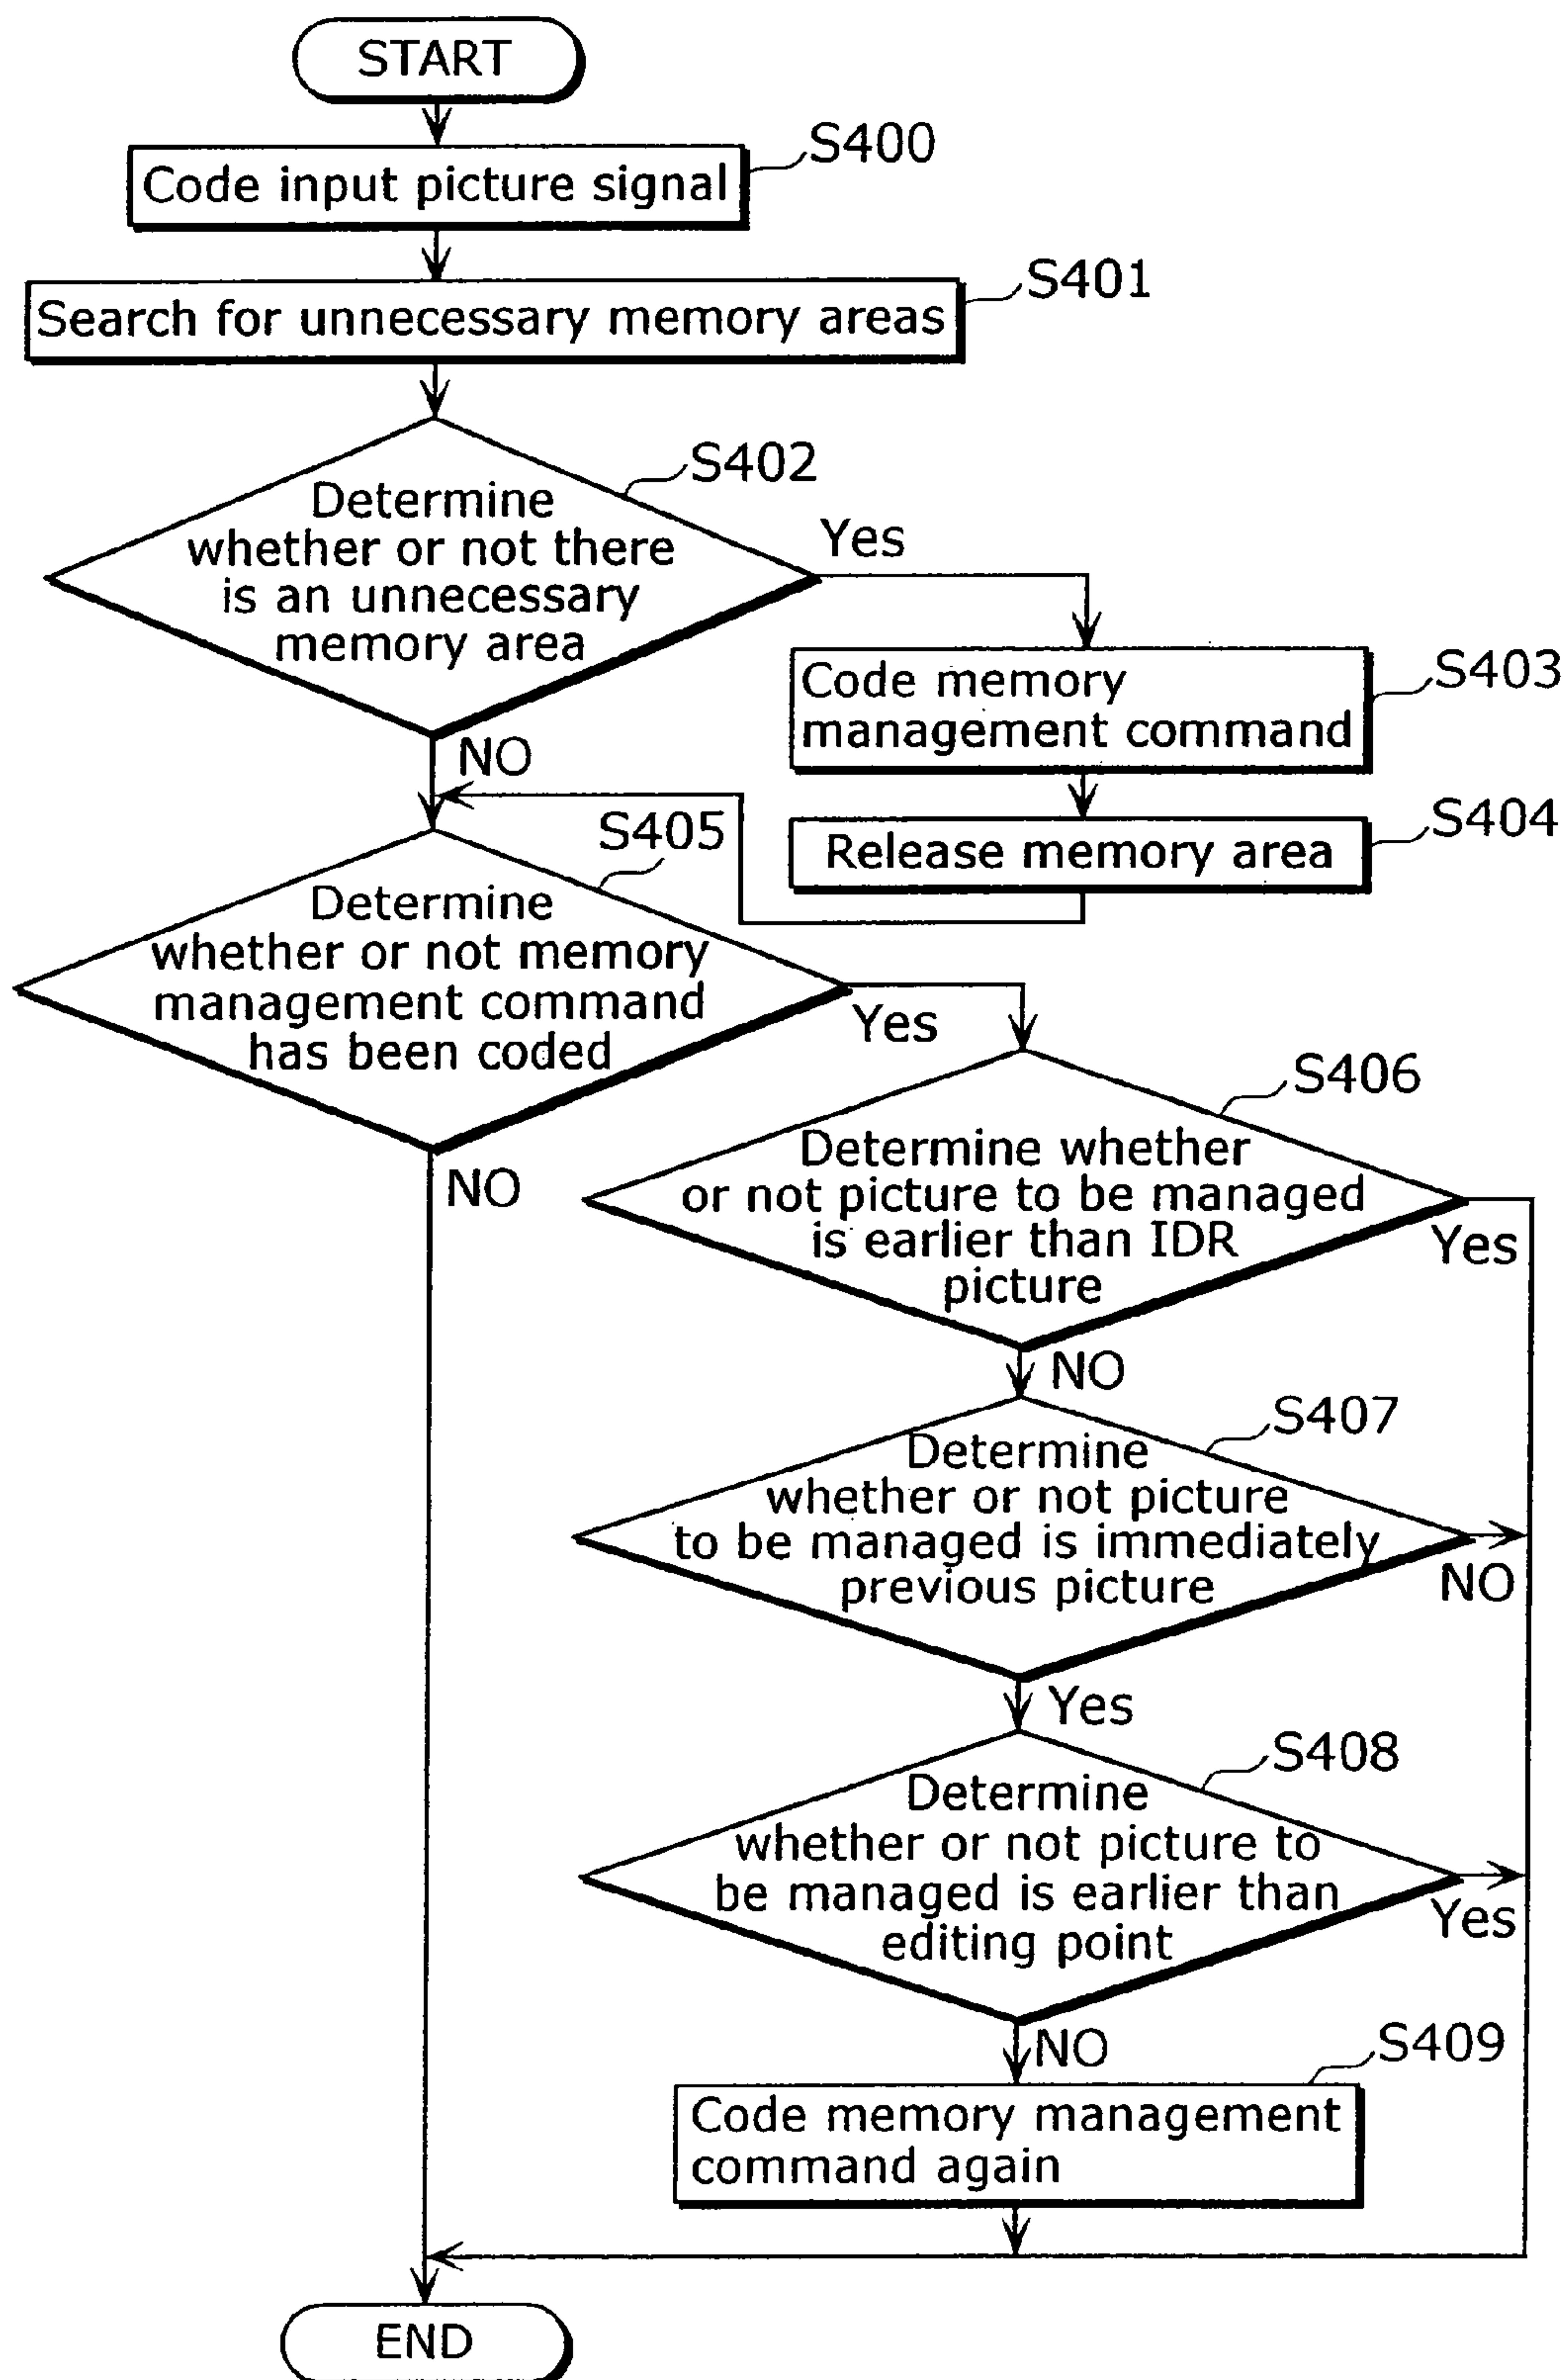 START
S400
Code input picture signal
S401
Search for unnecessary memory areas
S402
Determine
whether or not there
is an unnecessary
memory area
Yes
NO
S403
Code memory
management command
S404
Release memory area
S405
Determine
whether or not memory
management command
has been coded
Yes
NO
S406
Determine whether
or not picture to be managed
is earlier than IDR
picture
Yes
NO
S407
Determine
whether or not picture
to be managed is immediately
previous picture
NO
Yes
S408
Determine
whether or not picture to
be managed is earlier than
editing point
Yes
NO
S409
Code memory management
command again
END